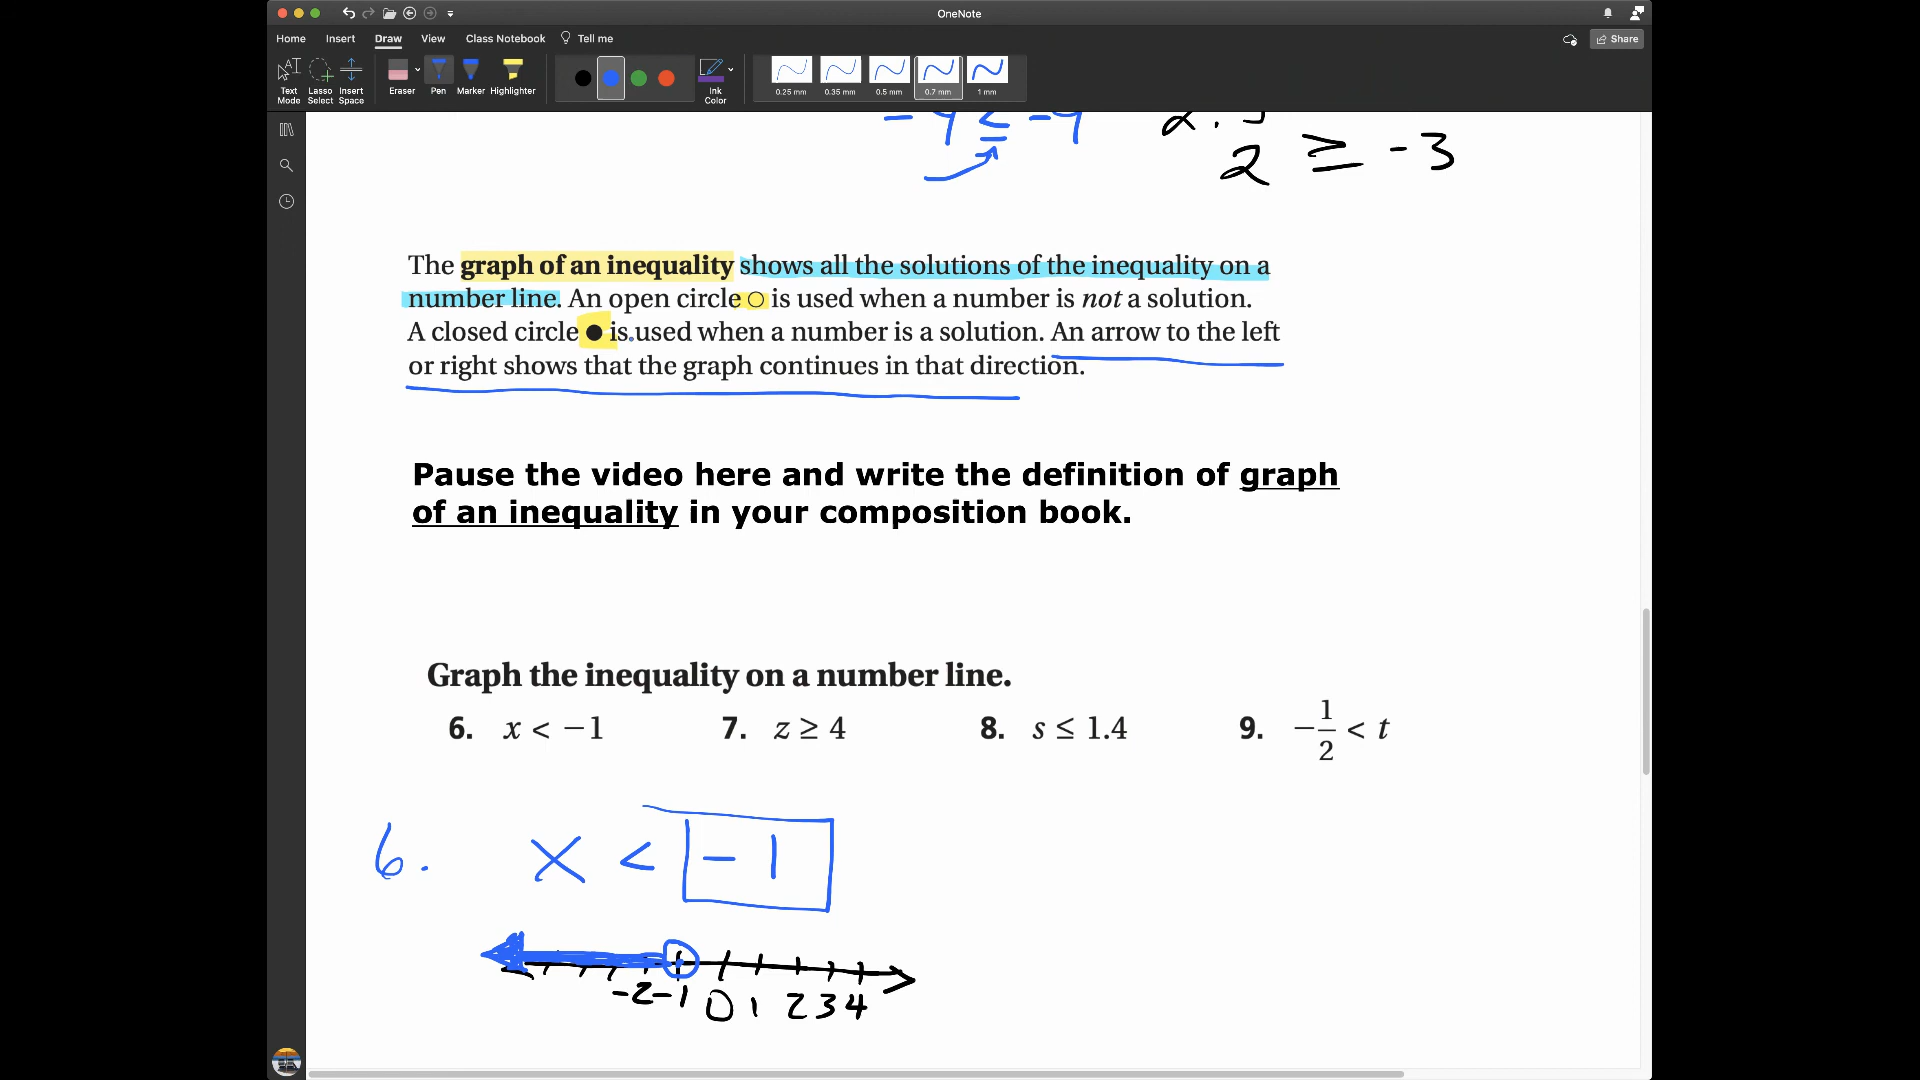 OneNote
Home Insert Draw View Class Notebook Tell me
Share
Text Mode
Lasso Select
Insert Space
Eraser
Pen
Marker
Highlighter
Ink Color
0.25 mm 0.35 mm 0.5 mm 0.7 mm 1 mm
-9 ≤ -9
2 ≥ -3
The graph of an inequality shows all the solutions of the inequality on a
number line. An open circle ○ is used when a number is not a solution.
A closed circle ● is used when a number is a solution. An arrow to the left
or right shows that the graph continues in that direction.
Pause the video here and write the definition of graph
of an inequality in your composition book.
Graph the inequality on a number line.
6. x < −1 7. z ≥ 4 8. s ≤ 1.4 9. −1/2 < t
6. x < -1
-2 -1 0 1 2 3 4